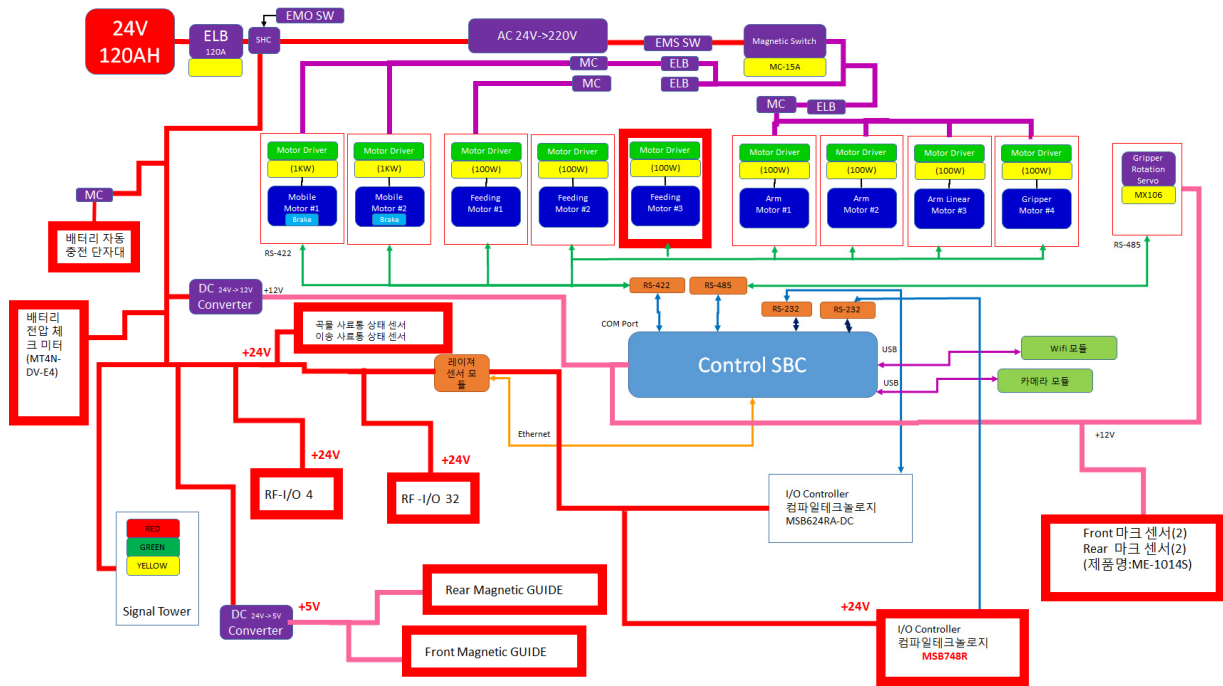 24V
120AH
ELB
120A
EMO SW
SHC
AC 24V->220V
EMS SW
Magnetic Switch
MC-15A
MC
ELB
MC
ELB
MC
ELB
Motor Driver
(1KW)
Mobile
Motor #1
Brake
Motor Driver
(1KW)
Mobile
Motor #2
Brake
Motor Driver
(100W)
Feeding
Motor #1
Motor Driver
(100W)
Feeding
Motor #2
Motor Driver
(100W)
Feeding
Motor #3
Motor Driver
(100W)
Arm
Motor #1
Motor Driver
(100W)
Arm
Motor #2
Motor Driver
(100W)
Arm Linear
Motor #3
Motor Driver
(100W)
Gripper
Motor #4
Gripper
Rotation
Servo
MX106
RS-422
RS-485
MC
배터리 자동
충전 단자대
DC 24V->12V
Converter
+12V
RS-422
RS-485
RS-232
RS-232
COM Port
Control SBC
USB
USB
Wifi 모듈
카메라 모듈
배터리
전압 체
크 미터
(MT4N-
DV-E4)
곡물 사료통 상태 센서
이송 사료통 상태 센서
+24V
레이져
센서 모
듈
Ethernet
+12V
+24V
RF-I/O 4
+24V
RF -I/O 32
I/O Controller
컴파일테크놀로지
MSB624RA-DC
Front 마크 센서(2)
Rear 마크 센서(2)
(제품명:ME-1014S)
RED
GREEN
YELLOW
Signal Tower
DC 24V->5V
Converter
+5V
Rear Magnetic GUIDE
Front Magnetic GUIDE
+24V
I/O Controller
컴파일테크놀로지
MSB748R